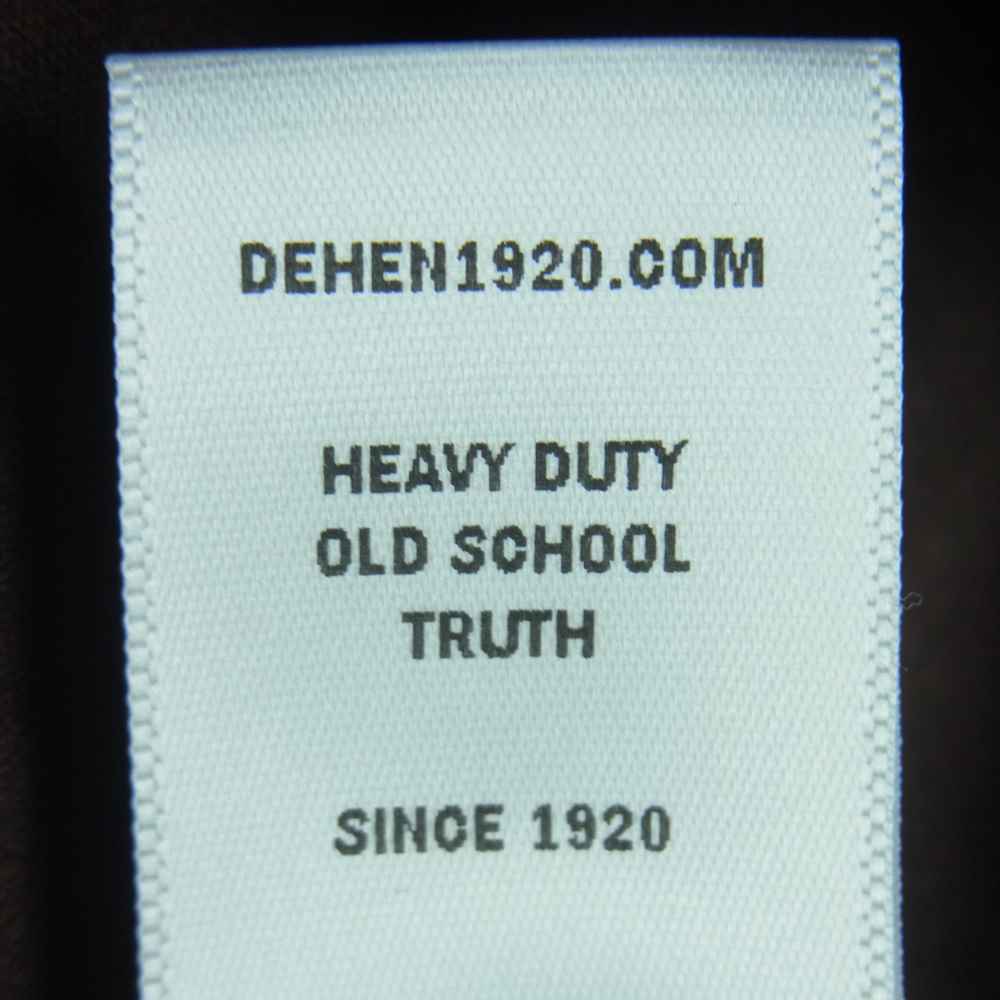 DEHEN1920.COM
HEAVY DUTY
OLD SCHOOL
TRUTH
SINCE 1920